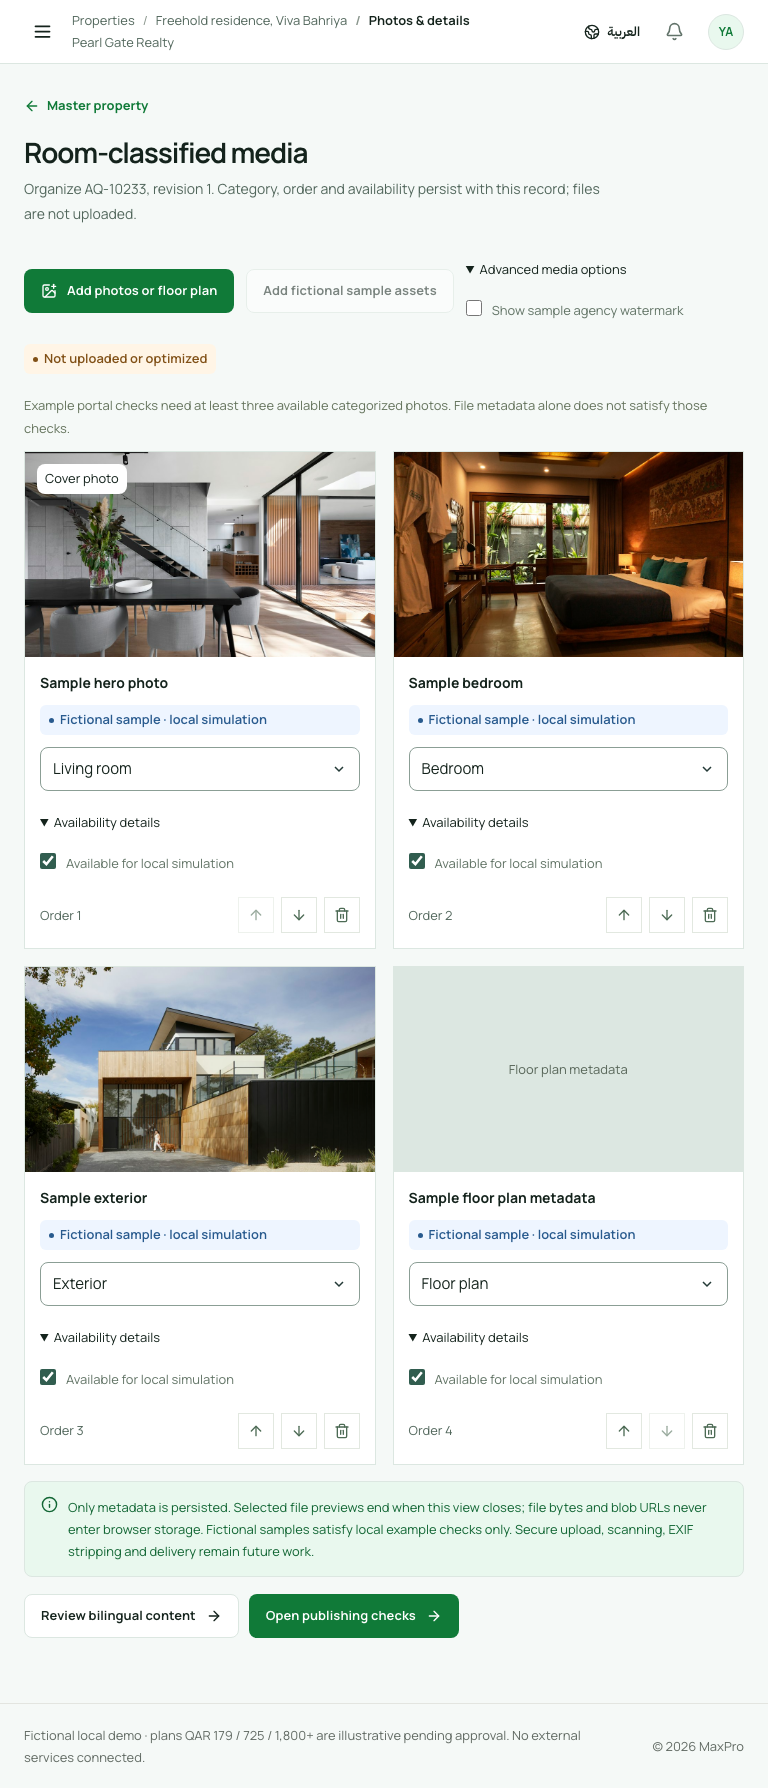 Properties / Freehold residence, Viva Bahriya / Photos & details
Pearl Gate Realty
العربية
YA
Master property
Room-classified media
Organize AQ-10233, revision 1. Category, order and availability persist with this record; files
are not uploaded.
Add photos or floor plan
Add fictional sample assets
Advanced media options
Show sample agency watermark
Not uploaded or optimized
Example portal checks need at least three available categorized photos. File metadata alone does not satisfy those
checks.
Cover photo
Sample hero photo
Fictional sample · local simulation
Living room
Availability details
Available for local simulation
Order 1
Sample bedroom
Fictional sample · local simulation
Bedroom
Availability details
Available for local simulation
Order 2
Sample exterior
Fictional sample · local simulation
Exterior
Availability details
Available for local simulation
Order 3
Floor plan metadata
Sample floor plan metadata
Fictional sample · local simulation
Floor plan
Availability details
Available for local simulation
Order 4
Only metadata is persisted. Selected file previews end when this view closes; file bytes and blob URLs never
enter browser storage. Fictional samples satisfy local example checks only. Secure upload, scanning, EXIF
stripping and delivery remain future work.
Review bilingual content
Open publishing checks
Fictional local demo · plans QAR 179 / 725 / 1,800+ are illustrative pending approval. No external
services connected.
© 2026 MaxPro